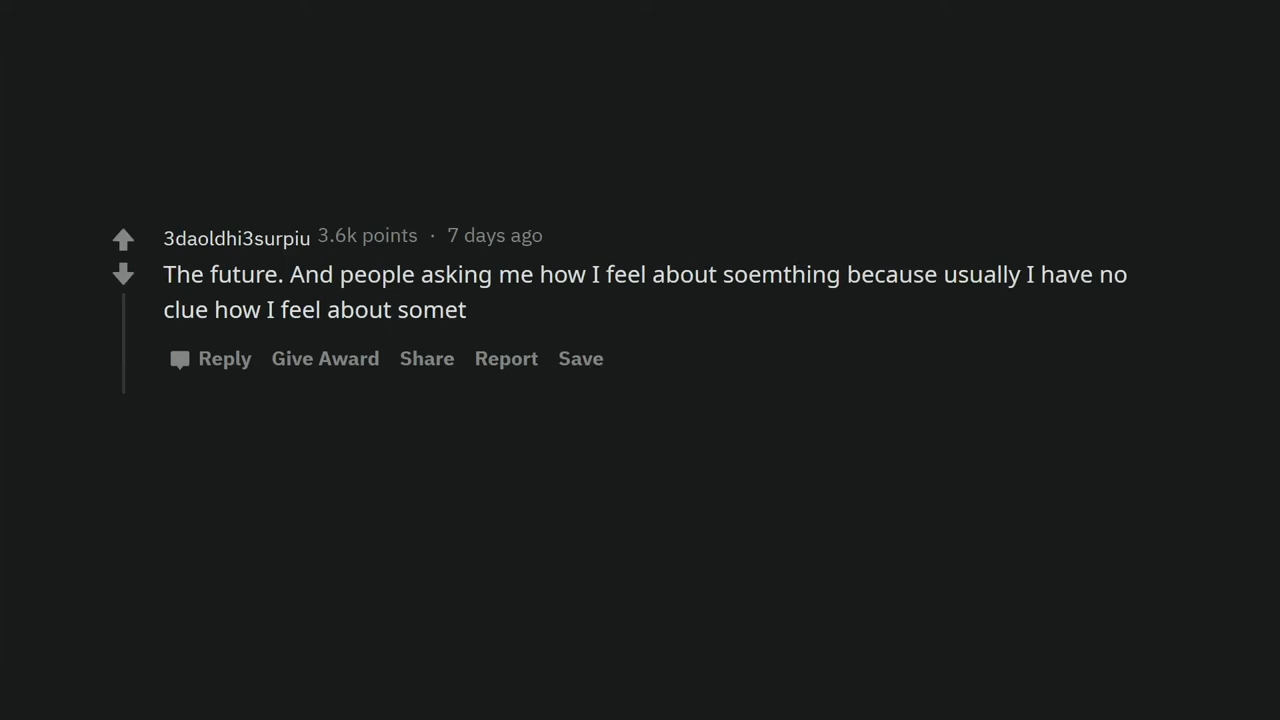 3daoldhi3surpiu 3.6k points · 7 days ago
The future. And people asking me how I feel about soemthing because usually I have no
clue how I feel about somet
Reply Give Award Share Report Save